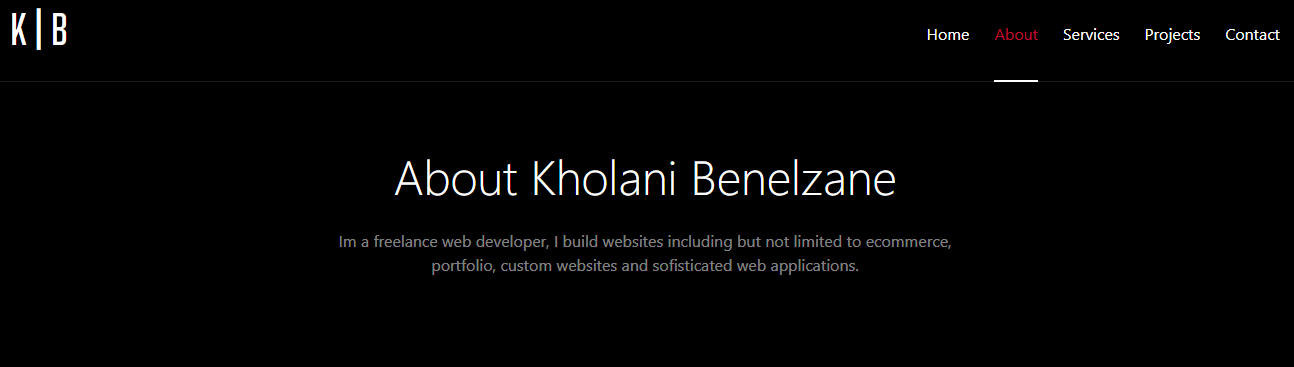 K|B
Home About Services Projects Contact
About Kholani Benelzane
Im a freelance web developer, I build websites including but not limited to ecommerce,
portfolio, custom websites and sofisticated web applications.